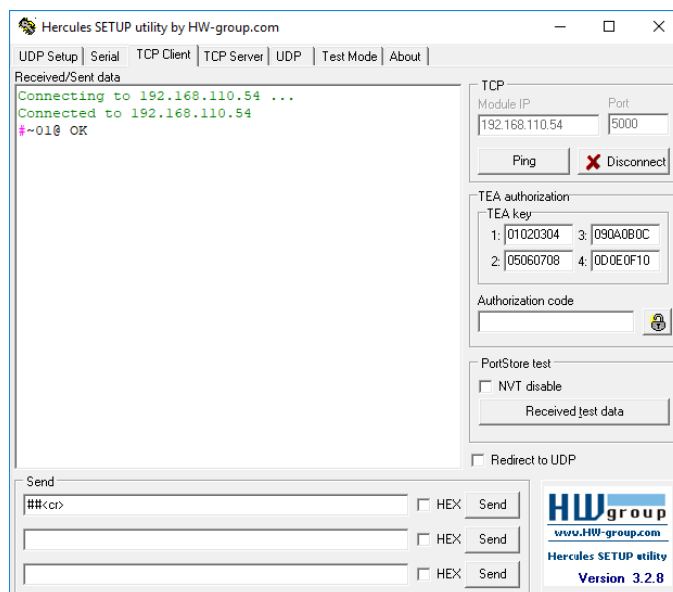 Hercules SETUP utility by HW-group.com
UDP Setup Serial TCP Client TCP Server UDP Test Mode About
Received/Sent data
Connecting to 192.168.110.54 ...
Connected to 192.168.110.54
#~01@ OK
TCP
Module IP Port
192.168.110.54 5000
Ping Disconnect
TEA authorization
TEA key
1: 01020304 3: 090A0B0C
2: 05060708 4: 0D0E0F10
Authorization code
PortStore test
NVT disable
Received test data
Redirect to UDP
Send
##<cr> HEX Send
HEX Send
HEX Send
HW group
www.HW-group.com
Hercules SETUP utility
Version 3.2.8